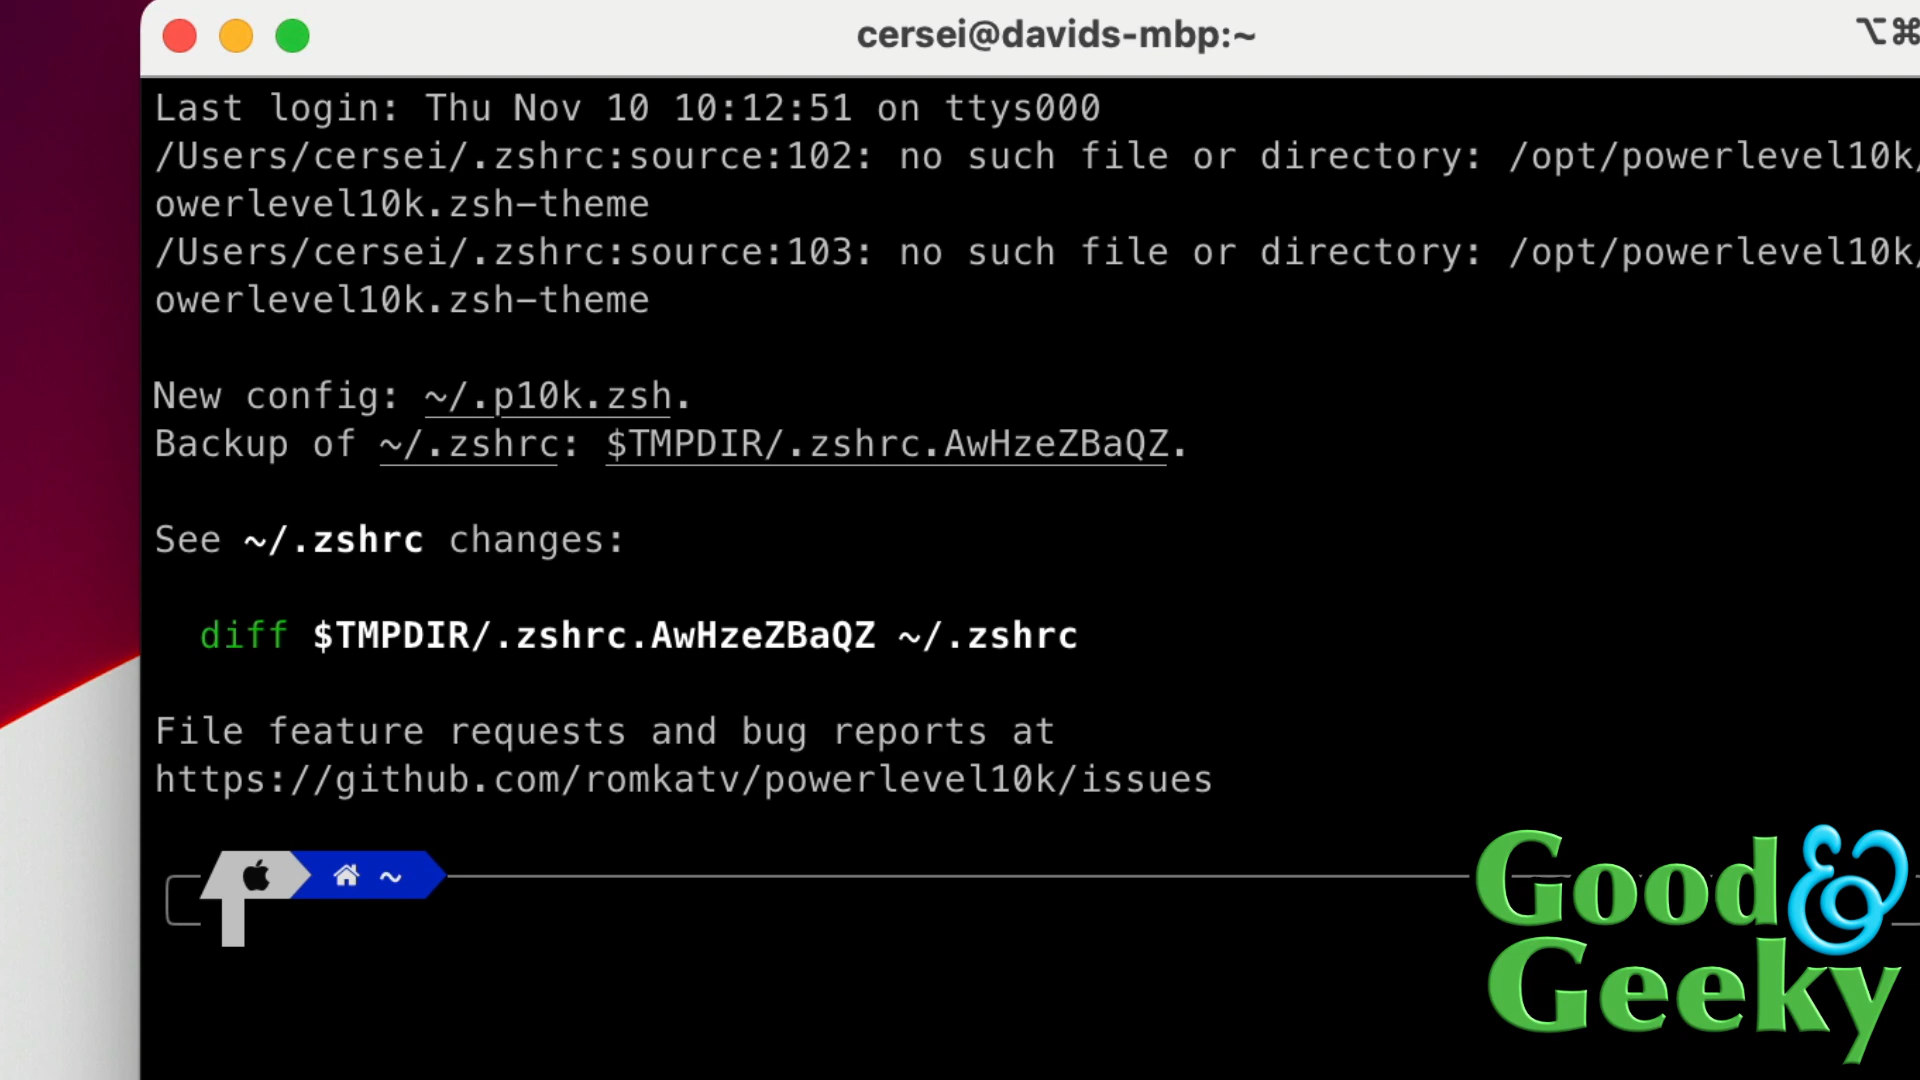 cersei@davids-mbp:~
⌥⌘
Last login: Thu Nov 10 10:12:51 on ttys000
/Users/cersei/.zshrc:source:102: no such file or directory: /opt/powerlevel10k/
owerlevel10k.zsh-theme
/Users/cersei/.zshrc:source:103: no such file or directory: /opt/powerlevel10k/
owerlevel10k.zsh-theme
New config: ~/.p10k.zsh.
Backup of ~/.zshrc: $TMPDIR/.zshrc.AwHzeZBaQZ.
See ~/.zshrc changes:
diff $TMPDIR/.zshrc.AwHzeZBaQZ ~/.zshrc
File feature requests and bug reports at
https://github.com/romkatv/powerlevel10k/issues
~
Good &
Geeky